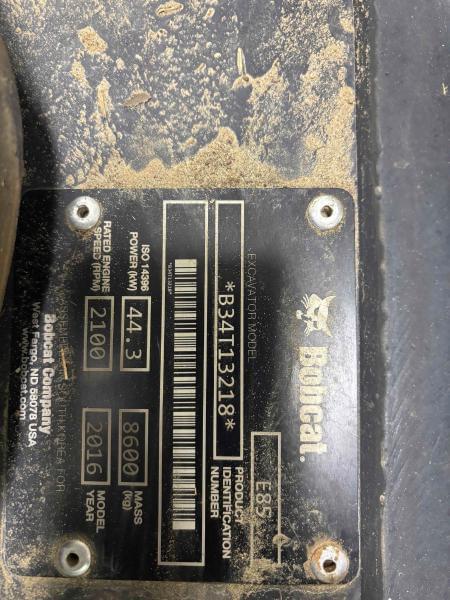 Bobcat.
EXCAVATOR MODEL
E85
PRODUCT
IDENTIFICATION
NUMBER
*B34T13218*
ISO 14396
POWER (kW)
44.3
8600
MASS
(kg)
RATED ENGINE
SPEED (RPM)
2100
2016
MODEL
YEAR
Bobcat Company
West Fargo, ND 58078 USA
www.bobcat.com